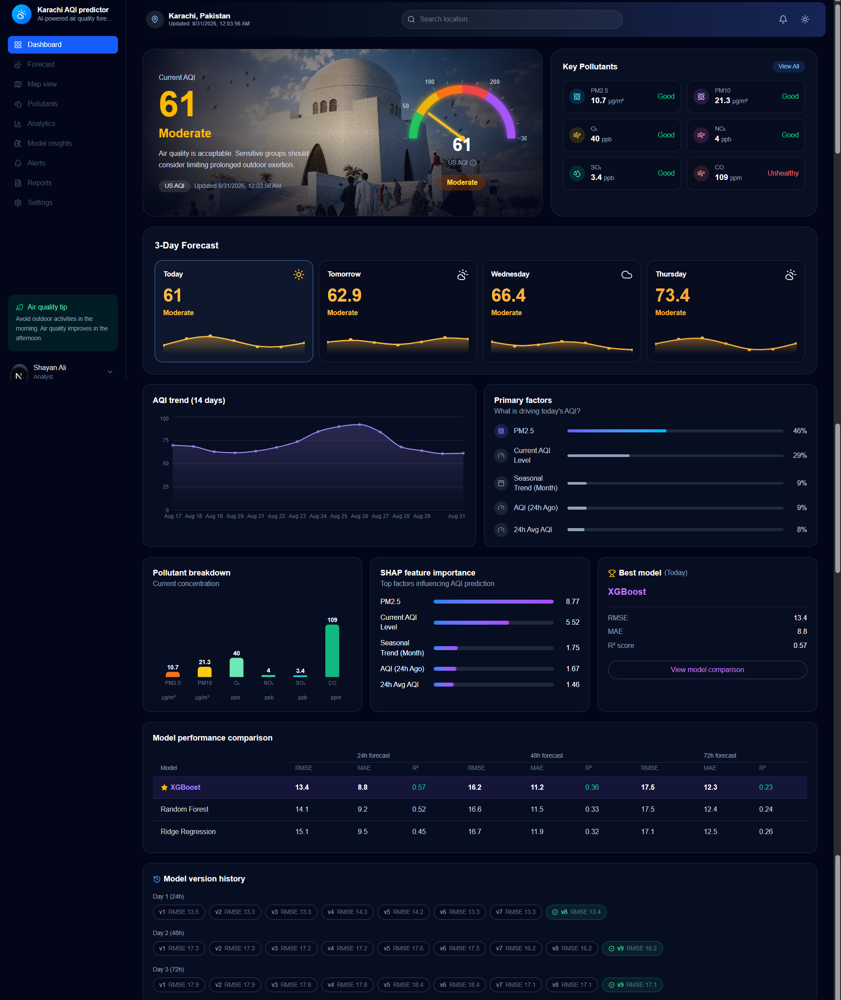 Karachi AQI predictor
AI-powered air quality fore...
Dashboard
Forecast
Map view
Pollutants
Analytics
Model insights
Alerts
Reports
Settings
Air quality tip
Avoid outdoor activities in the
morning. Air quality improves in the
afternoon.
N
Shayan Ali
Analyst
Karachi, Pakistan
Updated: 8/31/2026, 12:03:56 AM
Search location...
Current AQI
61
Moderate
Air quality is acceptable. Sensitive groups should
consider limiting prolonged outdoor exertion.
US AQI Updated 8/31/2026, 12:03:56 AM
50
100
200
30
61
US AQI
Moderate
Key Pollutants
View All
PM2.5
10.7 µg/m³
Good
PM10
21.3 µg/m³
Good
O₃
40 ppb
Good
NO₂
4 ppb
Good
SO₂
3.4 ppb
Good
CO
109 ppm
Unhealthy
3-Day Forecast
Today
61
Moderate
Tomorrow
62.9
Moderate
Wednesday
66.4
Moderate
Thursday
73.4
Moderate
AQI trend (14 days)
100
75
50
25
0
Aug 17 Aug 18 Aug 19 Aug 20 Aug 21 Aug 22 Aug 23 Aug 24 Aug 25 Aug 26 Aug 27 Aug 28 Aug 29 Aug 31
Primary factors
What is driving today's AQI?
PM2.5 46%
Current AQI
Level
29%
Seasonal
Trend (Month)
9%
AQI (24h Ago) 9%
24h Avg AQI 8%
Pollutant breakdown
Current concentration
10.7 21.3 40 4 3.4 109
PM2.5 PM10 O₃ NO₂ SO₂ CO
µg/m³ µg/m³ ppb ppb ppb ppm
SHAP feature importance
Top factors influencing AQI prediction
PM2.5 8.77
Current AQI
Level
5.52
Seasonal
Trend (Month)
1.75
AQI (24h Ago) 1.67
24h Avg AQI 1.46
Best model (Today)
XGBoost
RMSE 13.4
MAE 8.8
R² score 0.57
View model comparison
Model performance comparison
24h forecast 48h forecast 72h forecast
Model RMSE MAE R² RMSE MAE R² RMSE MAE R²
XGBoost 13.4 8.8 0.57 16.2 11.2 0.36 17.5 12.3 0.23
Random Forest 14.1 9.2 0.52 16.6 11.5 0.33 17.5 12.4 0.24
Ridge Regression 15.1 9.5 0.45 16.7 11.9 0.32 17.1 12.5 0.26
Model version history
Day 1 (24h)
v1 RMSE 13.5 v2 RMSE 13.3 v3 RMSE 13.3 v4 RMSE 14.3 v5 RMSE 14.2 v6 RMSE 13.3 v7 RMSE 13.3 v8 RMSE 13.4
Day 2 (48h)
v1 RMSE 17.3 v2 RMSE 17.3 v3 RMSE 17.2 v4 RMSE 17.2 v5 RMSE 17.6 v6 RMSE 17.5 v7 RMSE 16.2 v8 RMSE 16.2 v9 RMSE 16.2
Day 3 (72h)
v1 RMSE 17.9 v2 RMSE 17.9 v3 RMSE 17.8 v4 RMSE 17.8 v5 RMSE 18.4 v6 RMSE 18.4 v7 RMSE 17.1 v8 RMSE 17.1 v9 RMSE 17.1